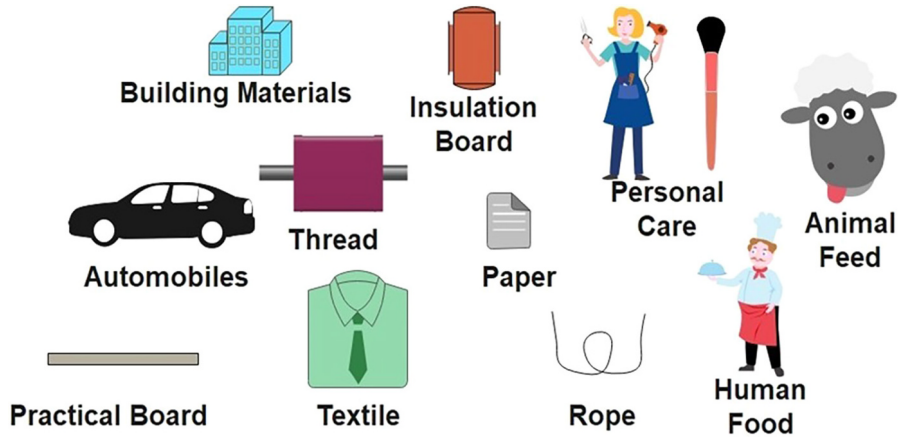 Building Materials
Insulation
Board
Personal
Care
Animal
Feed
Thread
Automobiles
Paper
Human
Food
Practical Board
Textile
Rope